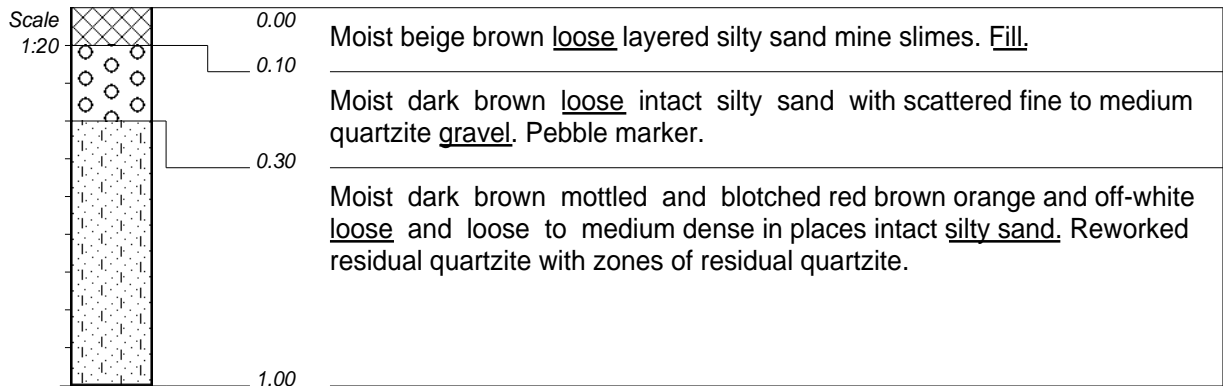 Scale
1:20
0.00
Moist beige brown loose layered silty sand mine slimes. Fill.
0.10
Moist dark brown loose intact silty sand with scattered fine to medium
quartzite gravel. Pebble marker.
0.30
Moist dark brown mottled and blotched red brown orange and off-white
loose and loose to medium dense in places intact silty sand. Reworked
residual quartzite with zones of residual quartzite.
1.00